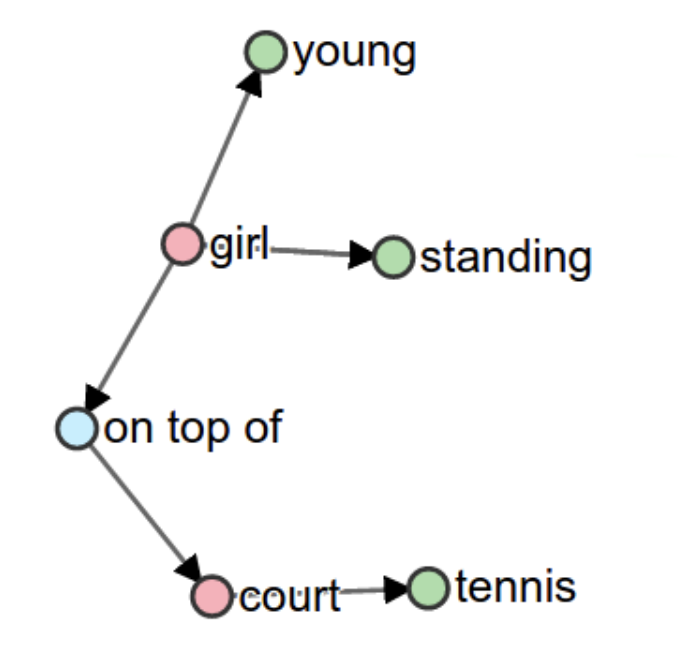 young
girl
standing
on top of
court
tennis